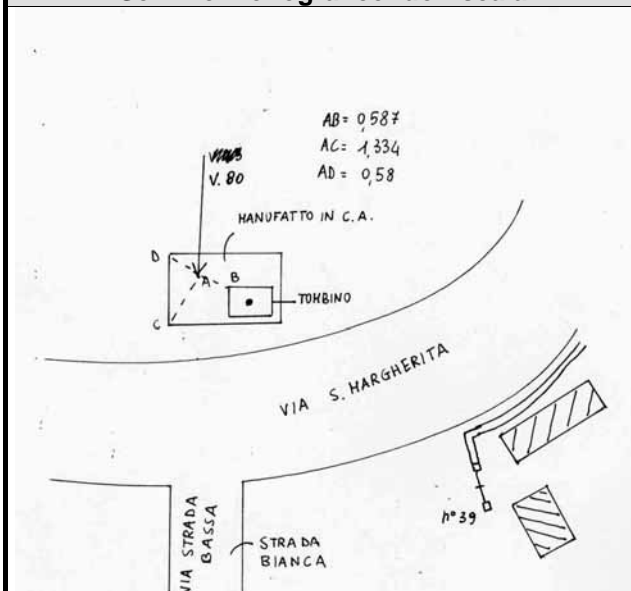 AB= 0,587
AC= 1,334
AD= 0,58
V. 80
MANUFATTO IN C.A.
D
A
B
TOMBINO
C
VIA S. MARGHERITA
n° 39
VIA STRADA
BASSA
STRADA
BIANCA